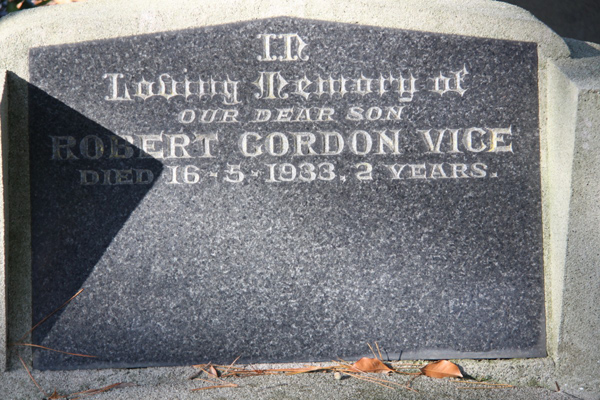 IN
Loving Memory of
OUR DEAR SON
ROBERT GORDON VICE
DIED 16-5-1933, 2 YEARS.